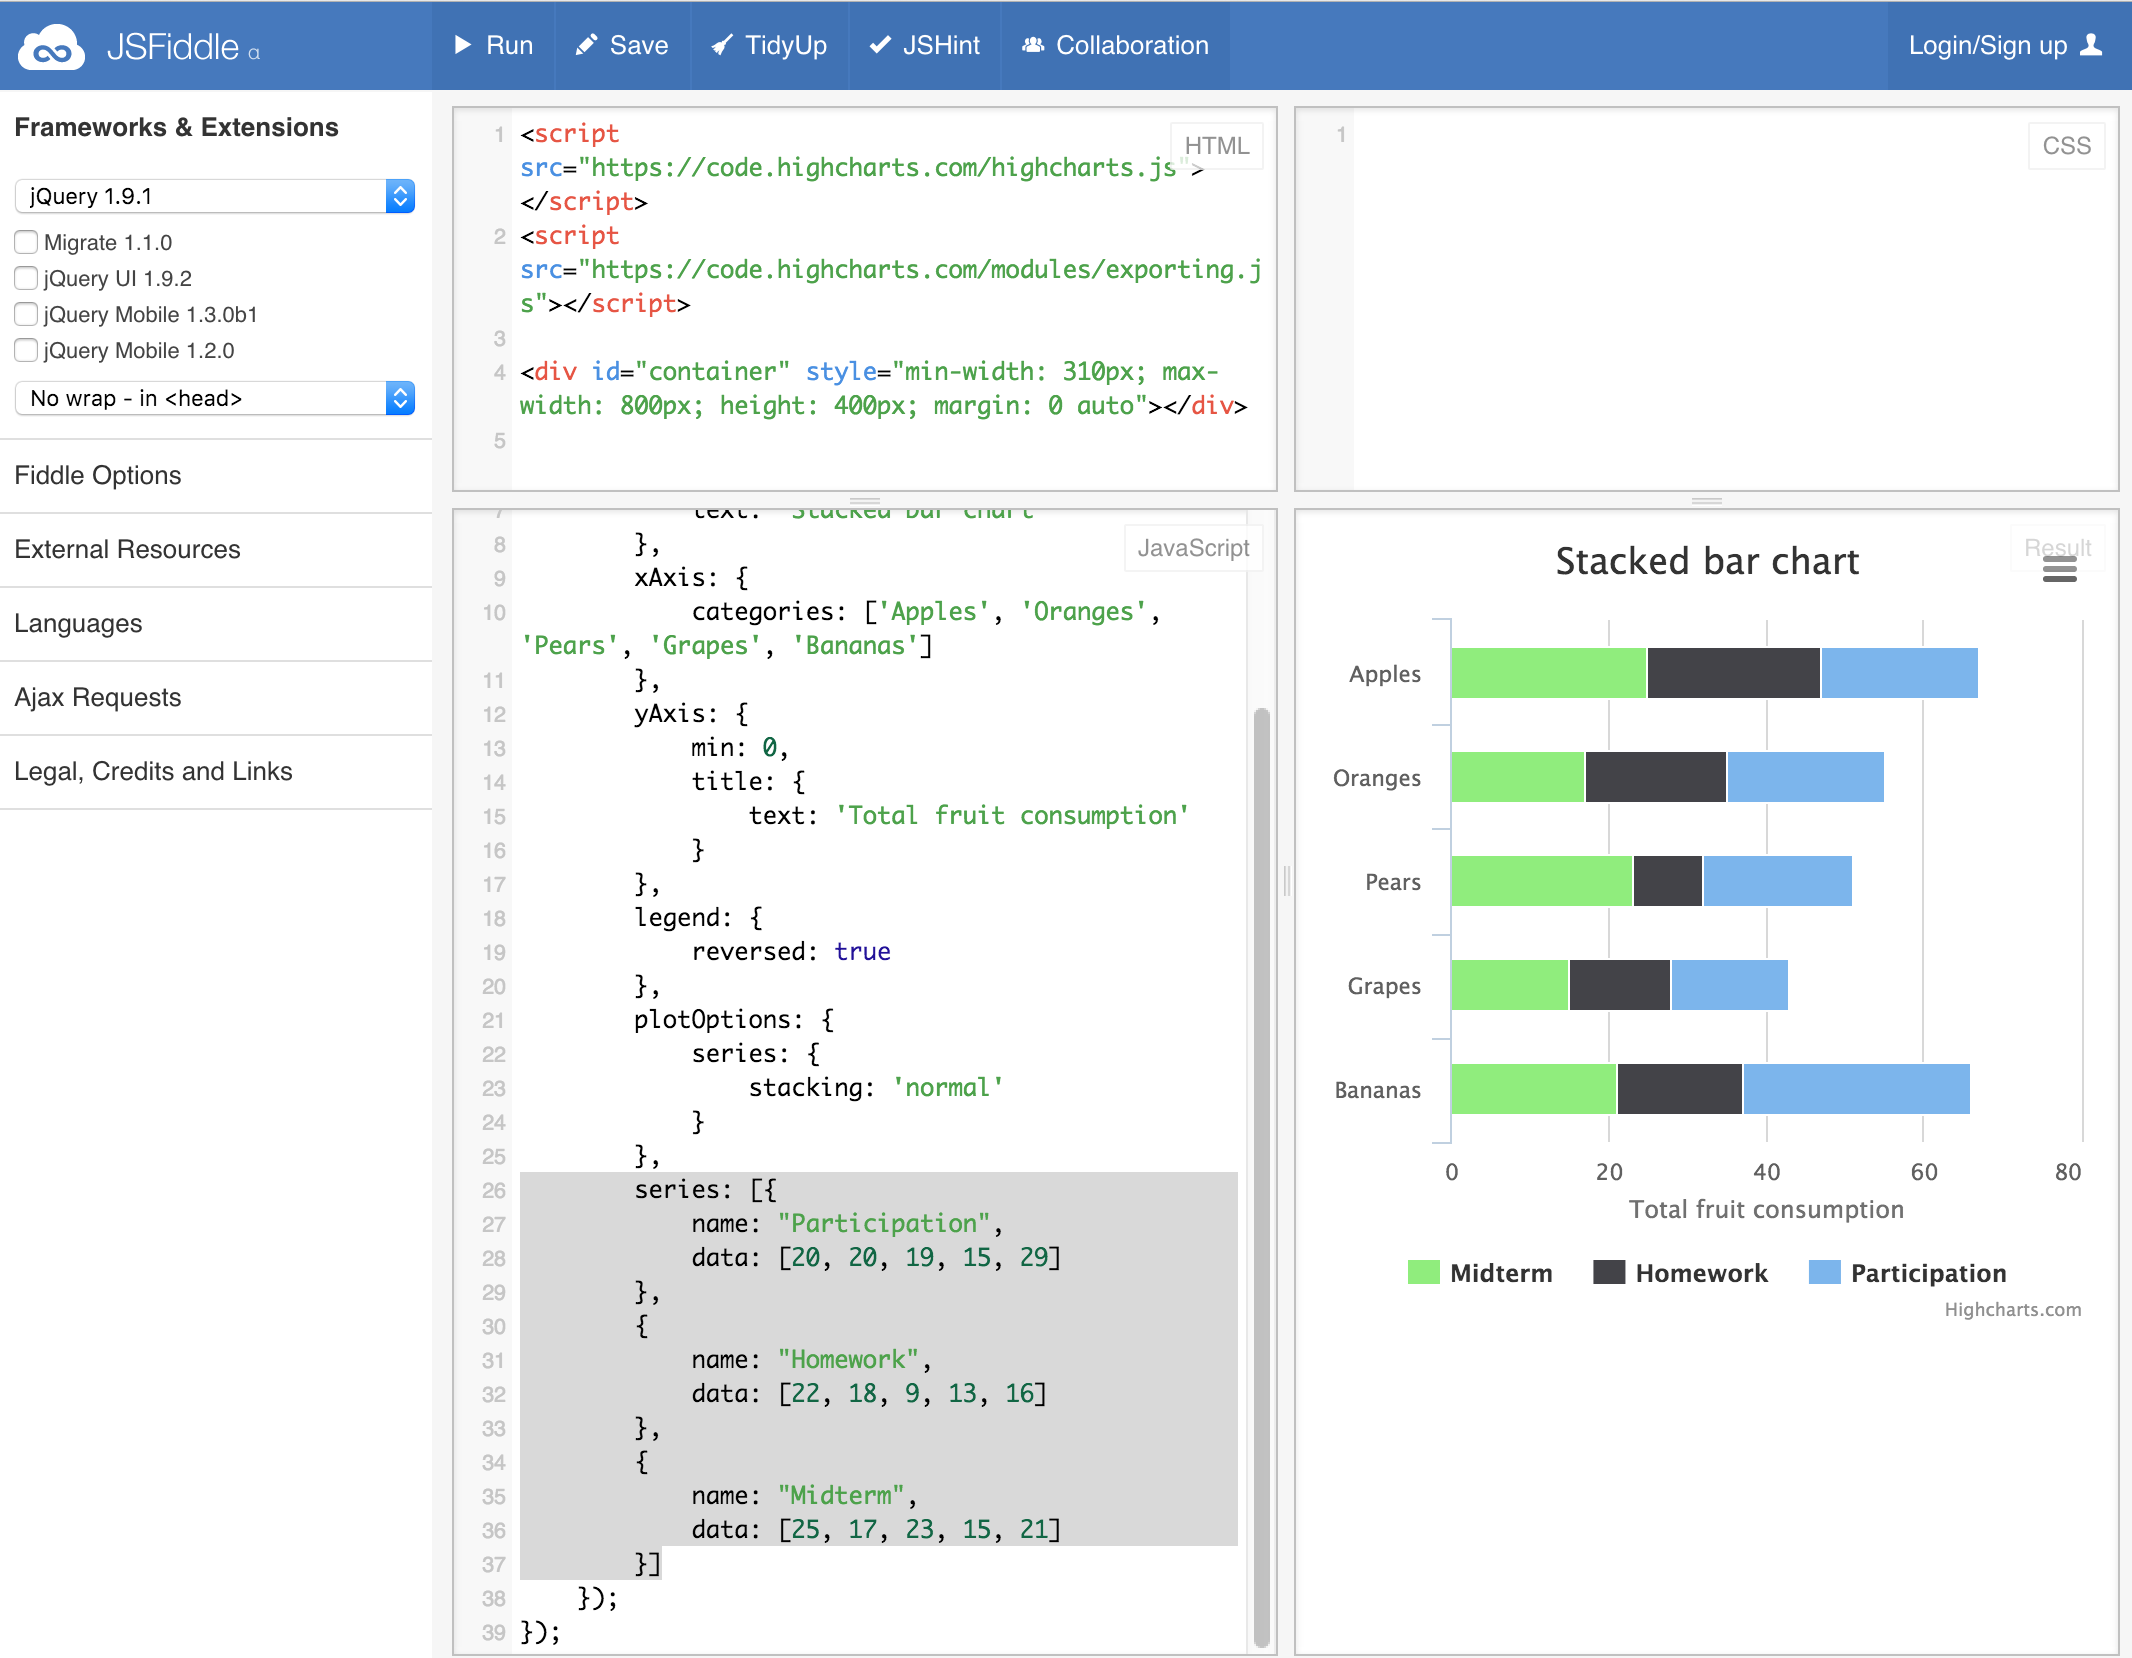 JSFiddle α
Run Save TidyUp JSHint Collaboration Login/Sign up
Frameworks & Extensions
jQuery 1.9.1
Migrate 1.1.0
jQuery UI 1.9.2
jQuery Mobile 1.3.0b1
jQuery Mobile 1.2.0
No wrap - in <head>
Fiddle Options
External Resources
Languages
Ajax Requests
Legal, Credits and Links
HTML
1 <script
src="https://code.highcharts.com/highcharts.js">
</script>
2 <script
src="https://code.highcharts.com/modules/exporting.j
s"></script>
3
4 <div id="container" style="min-width: 310px; max-
width: 800px; height: 400px; margin: 0 auto"></div>
5
CSS
1
JavaScript
7 text: 'Stacked bar chart'
8 },
9 xAxis: {
10 categories: ['Apples', 'Oranges',
'Pears', 'Grapes', 'Bananas']
11 },
12 yAxis: {
13 min: 0,
14 title: {
15 text: 'Total fruit consumption'
16 }
17 },
18 legend: {
19 reversed: true
20 },
21 plotOptions: {
22 series: {
23 stacking: 'normal'
24 }
25 },
26 series: [{
27 name: "Participation",
28 data: [20, 20, 19, 15, 29]
29 },
30 {
31 name: "Homework",
32 data: [22, 18, 9, 13, 16]
33 },
34 {
35 name: "Midterm",
36 data: [25, 17, 23, 15, 21]
37 }]
38 });
39 });
Result
Stacked bar chart
Apples
Oranges
Pears
Grapes
Bananas
0 20 40 60 80
Total fruit consumption
Midterm Homework Participation
Highcharts.com